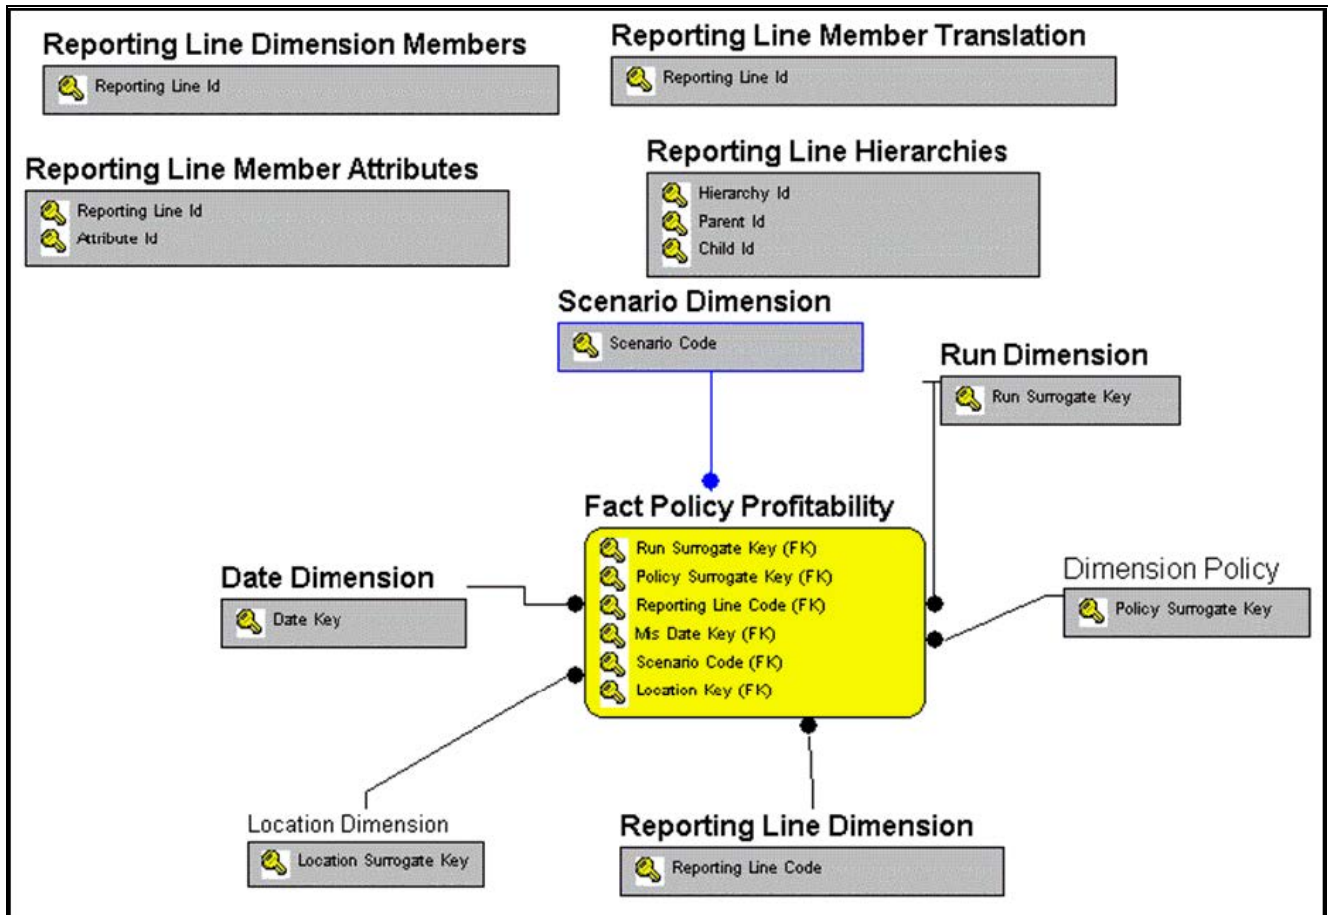 Reporting Line Dimension Members
Reporting Line Id
Reporting Line Member Translation
Reporting Line Id
Reporting Line Member Attributes
Reporting Line Id
Attribute Id
Reporting Line Hierarchies
Hierarchy Id
Parent Id
Child Id
Scenario Dimension
Scenario Code
Run Dimension
Run Surrogate Key
Fact Policy Profitability
Run Surrogate Key (FK)
Policy Surrogate Key (FK)
Reporting Line Code (FK)
Mis Date Key (FK)
Scenario Code (FK)
Location Key (FK)
Date Dimension
Date Key
Dimension Policy
Policy Surrogate Key
Location Dimension
Location Surrogate Key
Reporting Line Dimension
Reporting Line Code